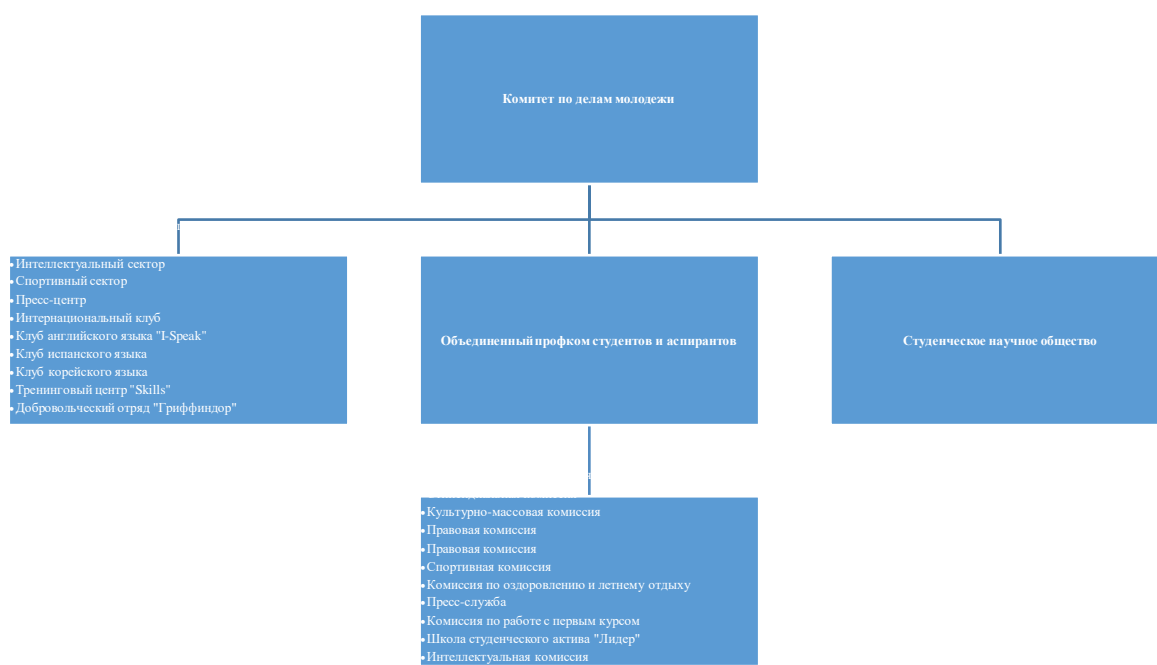 Комитет по делам молодежи
• Интеллектуальный сектор
• Спортивный сектор
• Пресс-центр
• Интернациональный клуб
• Клуб английского языка "I-Speak"
• Клуб испанского языка
• Клуб корейского языка
• Тренинговый центр "Skills"
• Добровольческий отряд "Гриффиндор"
Объединенный профком студентов и аспирантов
Студенческое научное общество
• Культурно-массовая комиссия
• Правовая комиссия
• Правовая комиссия
• Спортивная комиссия
• Комиссия по оздоровлению и летнему отдыху
• Пресс-служба
• Комиссия по работе с первым курсом
• Школа студенческого актива "Лидер"
• Интеллектуальная комиссия